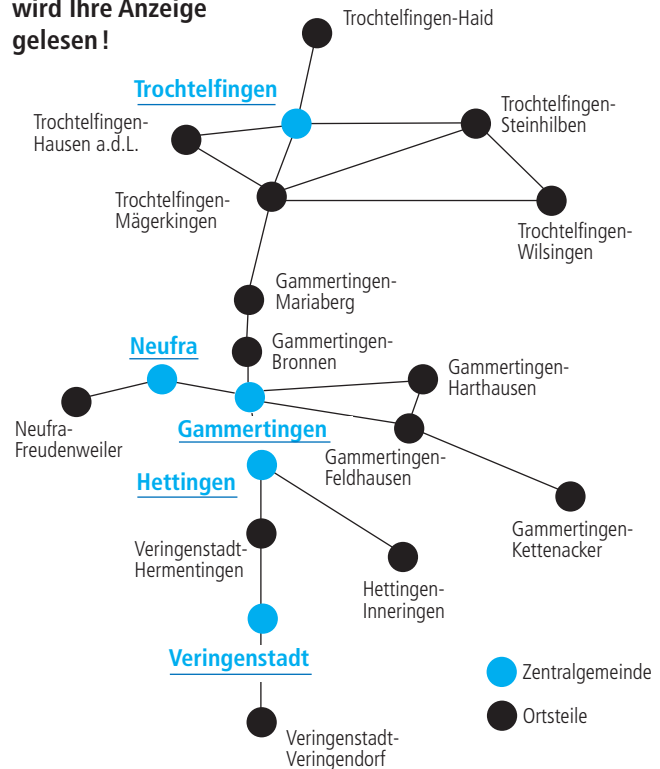 wird Ihre Anzeige
gelesen !
Trochtelfingen-Haid
Trochtelfingen
Trochtelfingen-
Hausen a.d.L.
Trochtelfingen-
Steinhilben
Trochtelfingen-
Mägerkingen
Trochtelfingen-
Wilsingen
Gammertingen-
Mariaberg
Gammertingen-
Bronnen
Neufra
Gammertingen-
Harthausen
Neufra-
Freudenweiler
Gammertingen
Gammertingen-
Feldhausen
Hettingen
Gammertingen-
Kettenacker
Veringenstadt-
Hermentingen
Hettingen-
Inneringen
Veringenstadt
Zentralgemeinde
Ortsteile
Veringenstadt-
Veringendorf